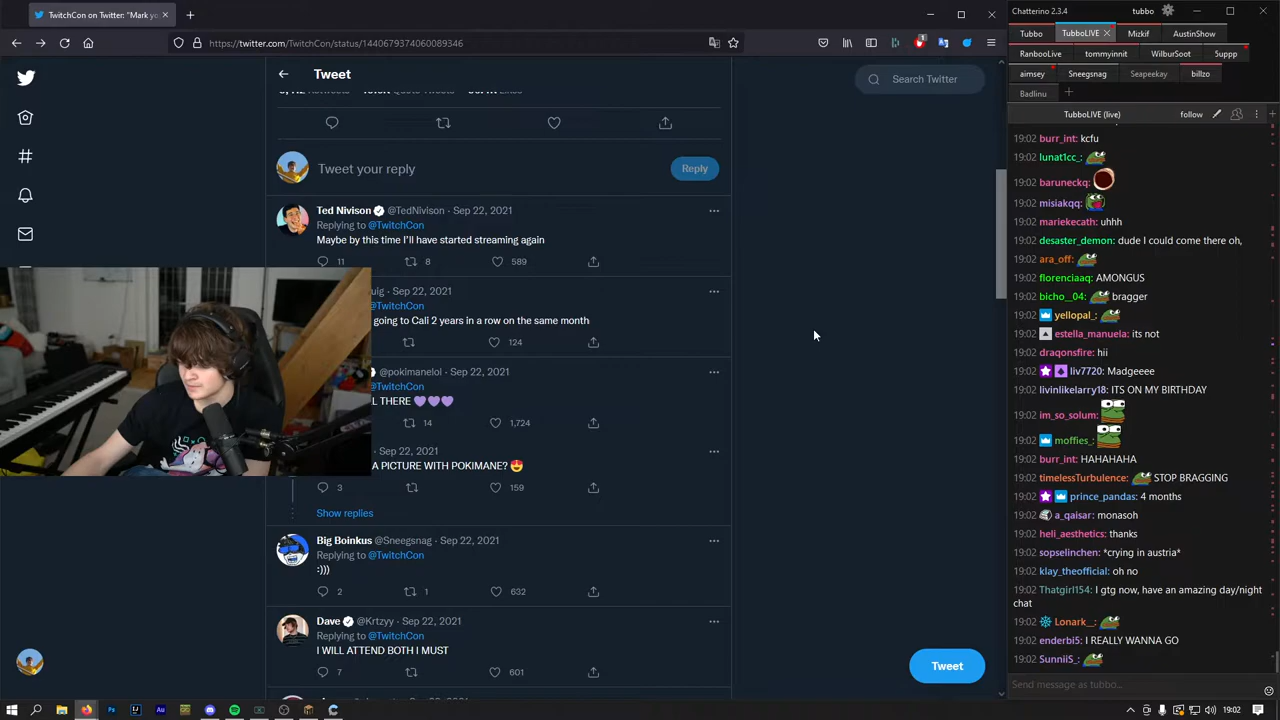 TwitchCon on Twitter: "Mark yo
https://twitter.com/TwitchCon/status/1440679374060089346
Tweet
Search Twitter
Tweet your reply
Reply
Ted Nivison @TedNivison · Sep 22, 2021
Replying to @TwitchCon
Maybe by this time I'll have started streaming again
11 8 589
uig · Sep 22, 2021
@TwitchCon
going to Cali 2 years in a row on the same month
124
@pokimanelol · Sep 22, 2021
@TwitchCon
L THERE 💜💜💜
14 1,724
· Sep 22, 2021
A PICTURE WITH POKIMANE? 😍
3 159
Show replies
Big Boinkus @Sneegsnag · Sep 22, 2021
Replying to @TwitchCon
:)))
2 1 632
Dave @Krtzyy · Sep 22, 2021
Replying to @TwitchCon
I WILL ATTEND BOTH I MUST
7 601
Tweet
Chatterino 2.3.4
tubbo
Tubbo TubboLIVE Mizkif AustinShow
RanbooLive tommyinnit WilburSoot 5uppp
aimsey Sneegsnag Seapeekay billzo
Badlinu
TubboLIVE (live)
follow
19:02 burr_int: kcfu
19:02 lunat1cc_:
19:02 baruneckq:
19:02 misiakqq:
19:02 mariekecath: uhhh
19:02 desaster_demon: dude I could come there oh,
19:02 ara_off:
19:02 florenciaaq: AMONGUS
19:02 bicho__04: bragger
19:02 yellopal_:
19:02 estella_manuela: its not
19:02 draqonsfire: hii
19:02 liv7720: Madgeeee
19:02 livinlikelarry18: ITS ON MY BIRTHDAY
19:02 im_so_solum:
19:02 moffies_:
19:02 burr_int: HAHAHAHA
19:02 timelessTurbulence: STOP BRAGGING
19:02 prince_pandas: 4 months
19:02 a_qaisar: monasoh
19:02 heli_aesthetics: thanks
19:02 sopselinchen: *crying in austria*
19:02 klay_theofficial: oh no
19:02 Thatgirl154: I gtg now, have an amazing day/night
chat
19:02 Lonark__:
19:02 enderbi5: I REALLY WANNA GO
19:02 SunniiS_:
Send message as tubbo...
19:02